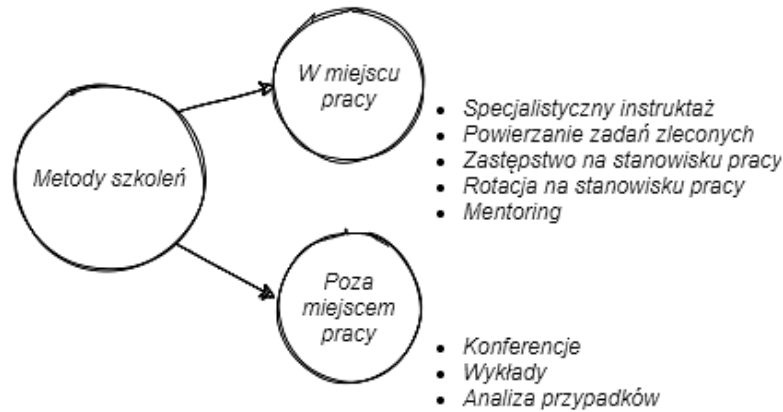 Metody szkoleń
W miejscu
pracy
• Specjalistyczny instruktaż
• Powierzanie zadań zleconych
• Zastępstwo na stanowisku pracy
• Rotacja na stanowisku pracy
• Mentoring
Poza
miejscem
pracy
• Konferencje
• Wykłady
• Analiza przypadków